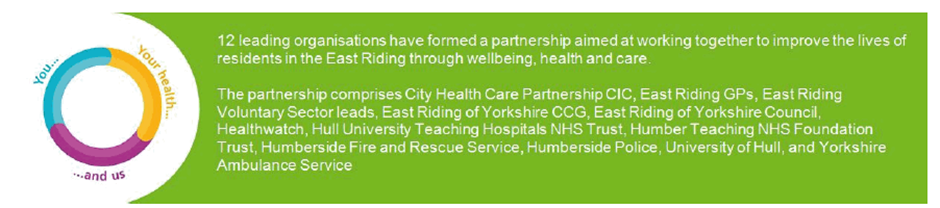 You...
Your health...
...and us
12 leading organisations have formed a partnership aimed at working together to improve the lives of
residents in the East Riding through wellbeing, health and care.
The partnership comprises City Health Care Partnership CIC, East Riding GPs, East Riding
Voluntary Sector leads, East Riding of Yorkshire CCG, East Riding of Yorkshire Council,
Healthwatch, Hull University Teaching Hospitals NHS Trust, Humber Teaching NHS Foundation
Trust, Humberside Fire and Rescue Service, Humberside Police, University of Hull, and Yorkshire
Ambulance Service